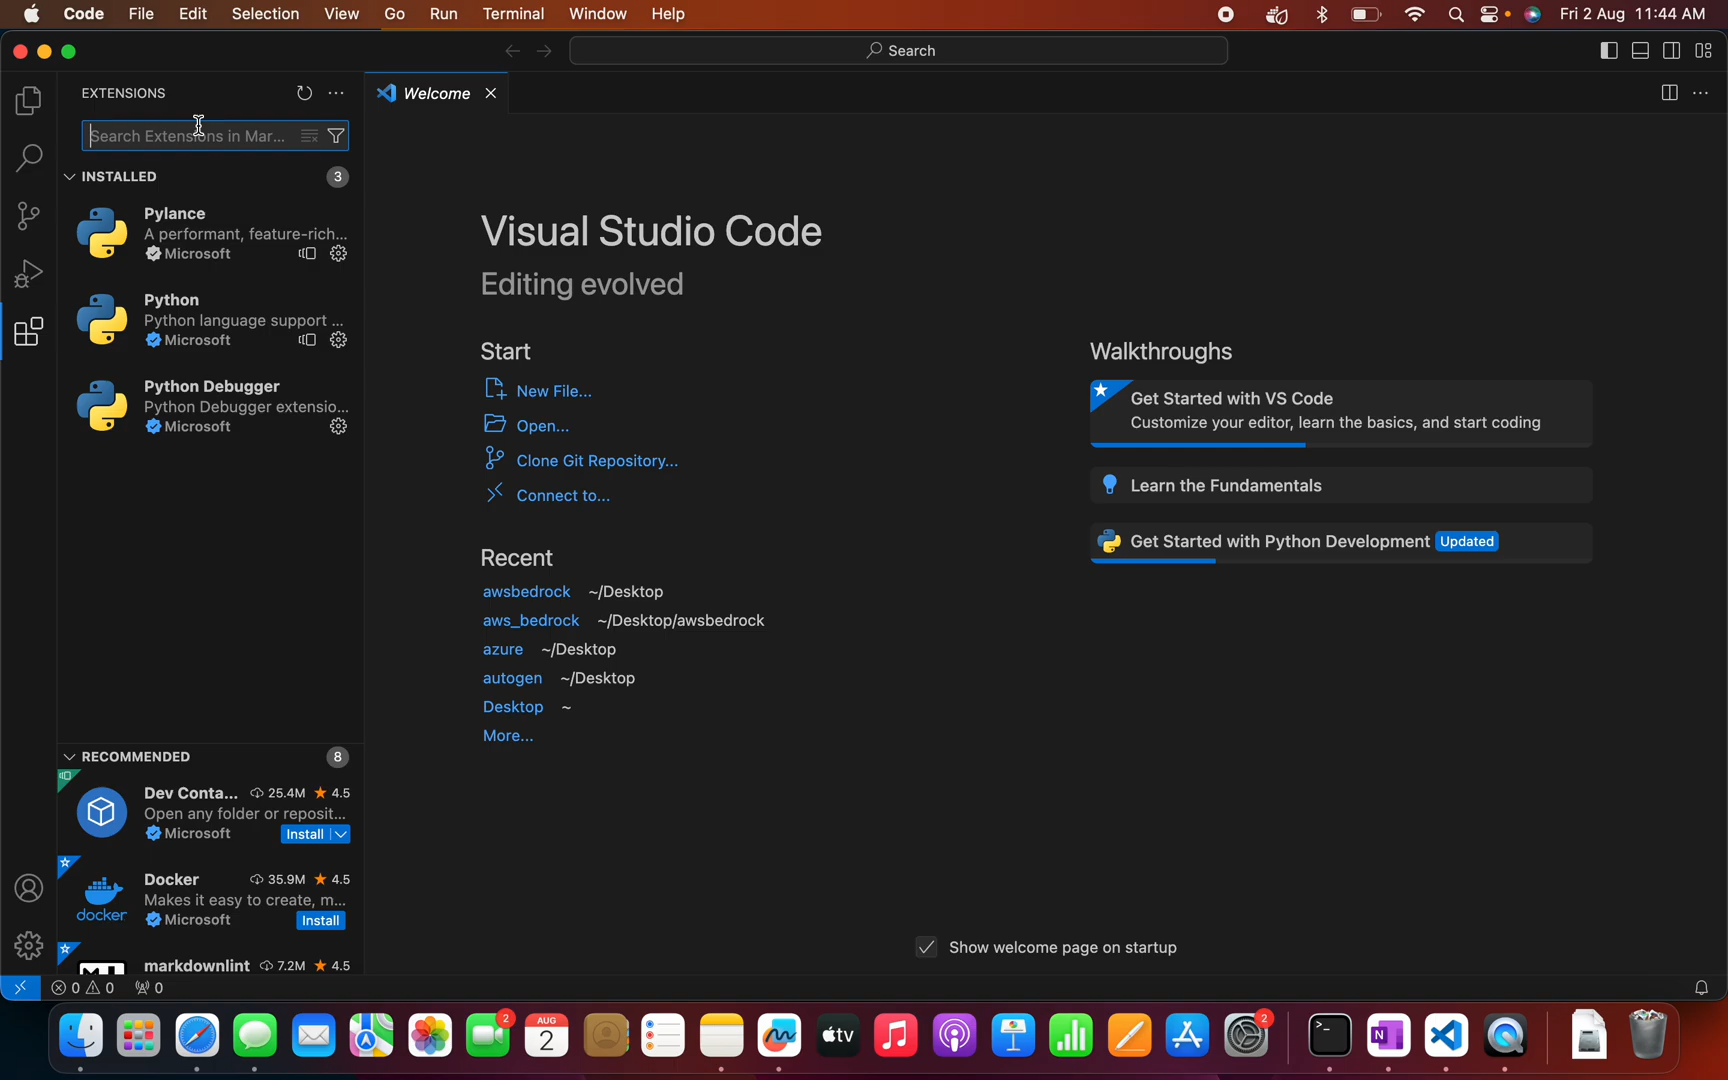 Code File Edit Selection View Go Run Terminal Window Help Fri 2 Aug 11:44 AM
Search
EXTENSIONS
Welcome
Search Extensions in Mar...
INSTALLED 3
Pylance
A performant, feature-rich...
Microsoft
Python
Python language support ...
Microsoft
Python Debugger
Python Debugger extensio...
Microsoft
RECOMMENDED 8
Dev Conta... 25.4M 4.5
Open any folder or reposit...
Microsoft Install
Docker 35.9M 4.5
Makes it easy to create, m...
docker
Microsoft Install
markdownlint 7.2M 4.5
Visual Studio Code
Editing evolved
Start
New File...
Open...
Clone Git Repository...
Connect to...
Recent
awsbedrock ~/Desktop
aws_bedrock ~/Desktop/awsbedrock
azure ~/Desktop
autogen ~/Desktop
Desktop ~
More...
Walkthroughs
Get Started with VS Code
Customize your editor, learn the basics, and start coding
Learn the Fundamentals
Get Started with Python Development Updated
Show welcome page on startup
0 0 0
2 AUG 2 tv 2 N